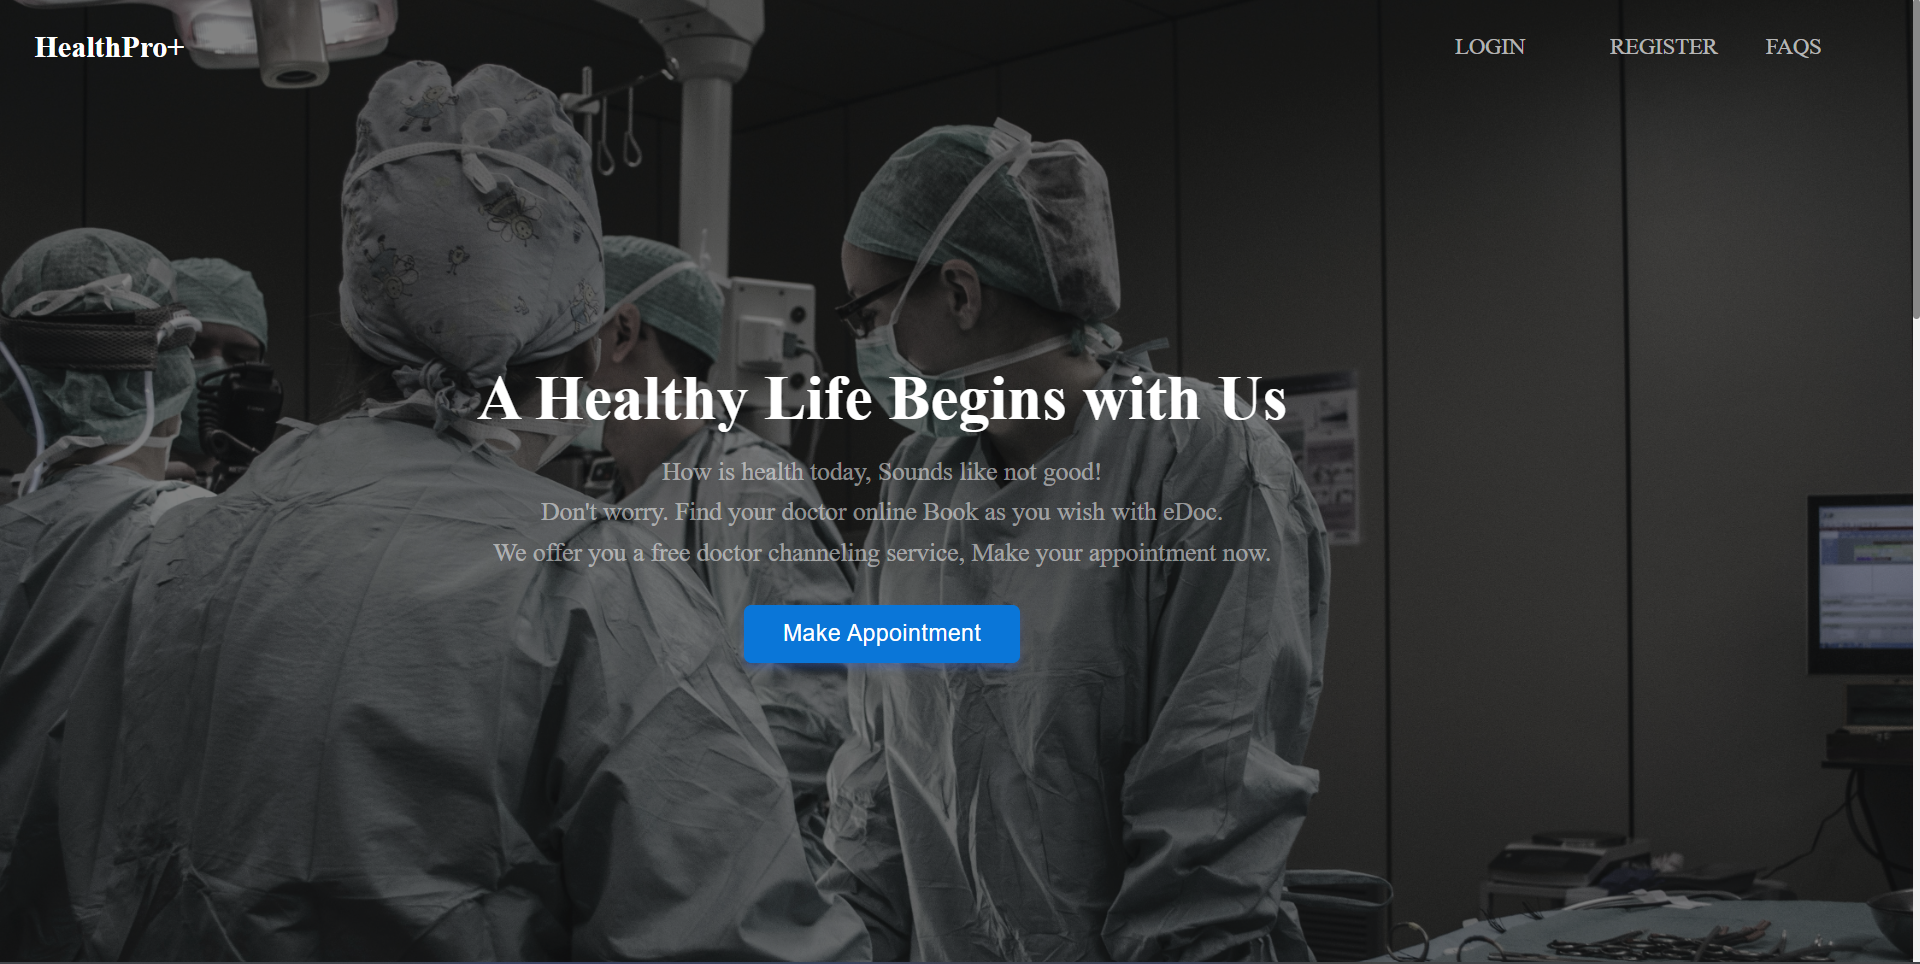 HealthPro+
LOGIN REGISTER FAQS
A Healthy Life Begins with Us
How is health today, Sounds like not good!
Don't worry. Find your doctor online Book as you wish with eDoc.
We offer you a free doctor channeling service, Make your appointment now.
Make Appointment